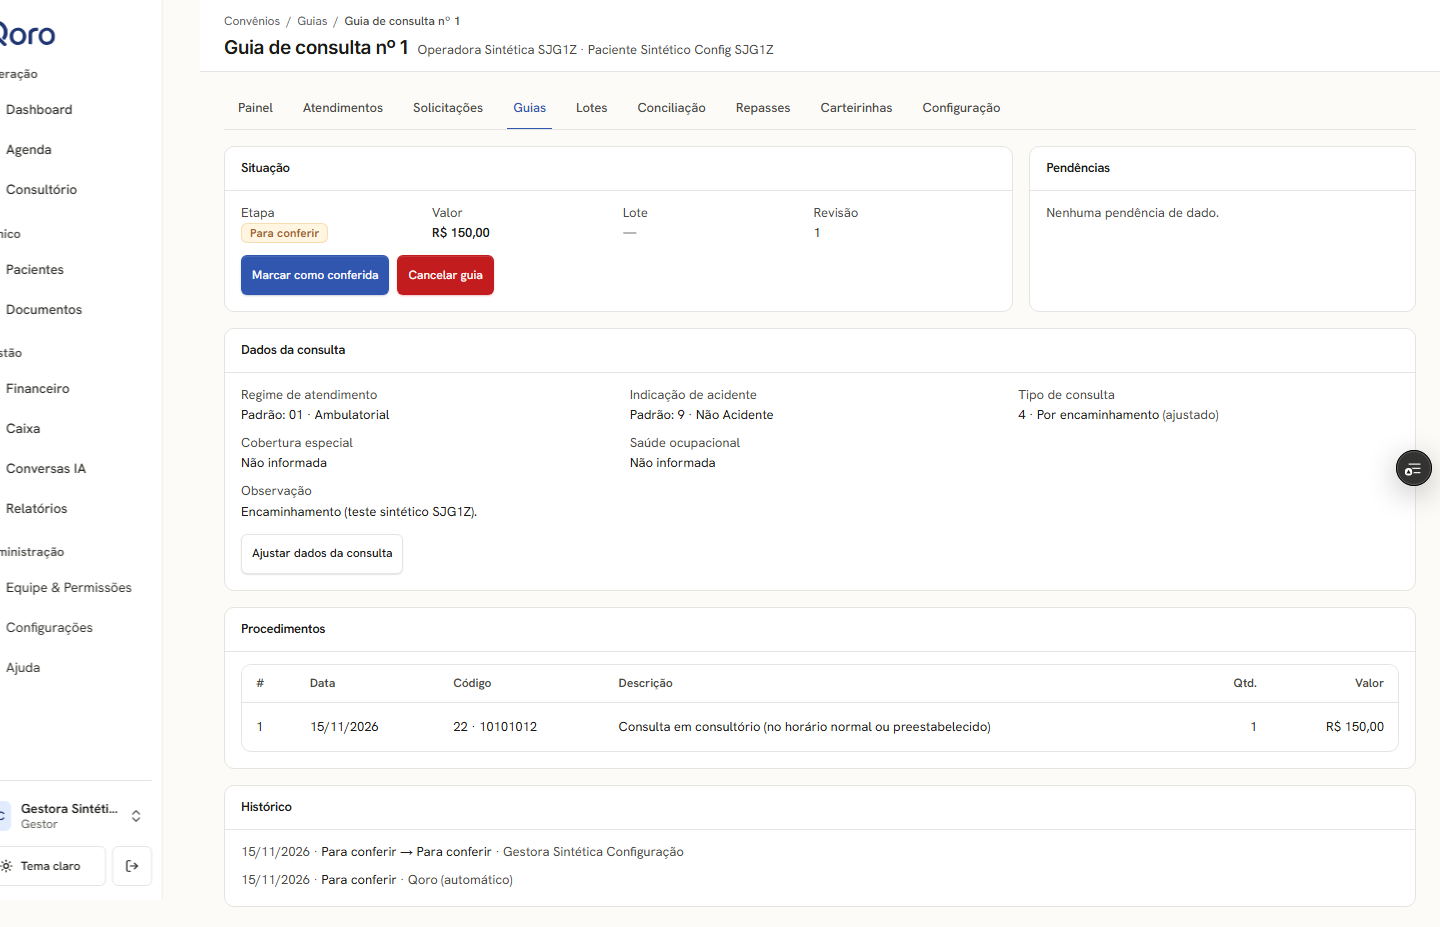 Qoro
eração
Dashboard
Agenda
Consultório
nico
Pacientes
Documentos
stão
Financeiro
Caixa
Conversas IA
Relatórios
ministração
Equipe & Permissões
Configurações
Ajuda
C
Gestora Sintéti...
Gestor
Tema claro
Convênios / Guias / Guia de consulta nº 1
Guia de consulta nº 1 Operadora Sintética SJG1Z · Paciente Sintético Config SJG1Z
Painel Atendimentos Solicitações Guias Lotes Conciliação Repasses Carteirinhas Configuração
Situação
Etapa Valor Lote Revisão
Para conferir R$ 150,00 — 1
Marcar como conferida Cancelar guia
Pendências
Nenhuma pendência de dado.
Dados da consulta
Regime de atendimento Indicação de acidente Tipo de consulta
Padrão: 01 · Ambulatorial Padrão: 9 · Não Acidente 4 · Por encaminhamento (ajustado)
Cobertura especial Saúde ocupacional
Não informada Não informada
Observação
Encaminhamento (teste sintético SJG1Z).
Ajustar dados da consulta
Procedimentos
# Data Código Descrição Qtd. Valor
1 15/11/2026 22 · 10101012 Consulta em consultório (no horário normal ou preestabelecido) 1 R$ 150,00
Histórico
15/11/2026 · Para conferir → Para conferir · Gestora Sintética Configuração
15/11/2026 · Para conferir · Qoro (automático)